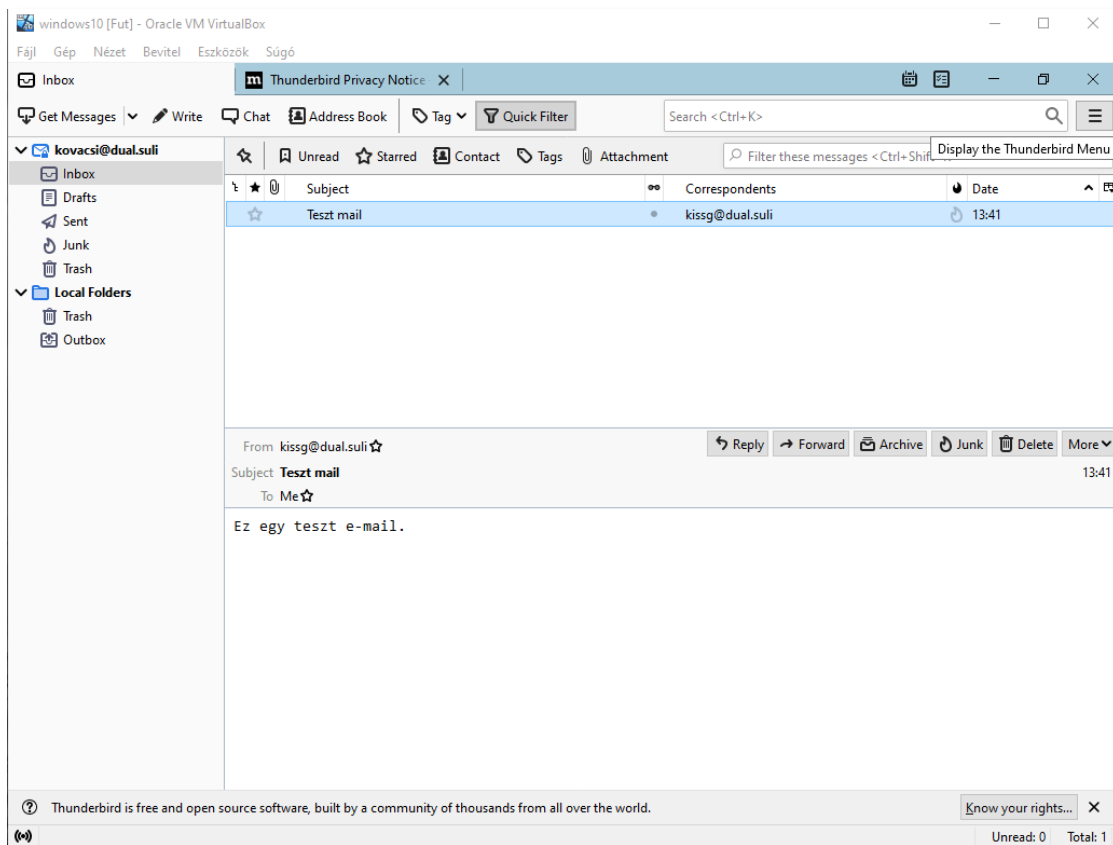 windows10 [Fut] - Oracle VM VirtualBox
Fájl Gép Nézet Bevitel Eszközök Súgó
Inbox
m Thunderbird Privacy Notice
Get Messages Write Chat Address Book Tag Quick Filter Search <Ctrl+K>
Display the Thunderbird Menu
kovacsi@dual.suli
Inbox
Drafts
Sent
Junk
Trash
Local Folders
Trash
Outbox
Unread Starred Contact Tags Attachment Filter these messages <Ctrl+Shif
Subject Correspondents Date
Teszt mail kissg@dual.suli 13:41
From kissg@dual.suli
Reply Forward Archive Junk Delete More
Subject Teszt mail 13:41
To Me
Ez egy teszt e-mail.
Thunderbird is free and open source software, built by a community of thousands from all over the world. Know your rights...
Unread: 0 Total: 1